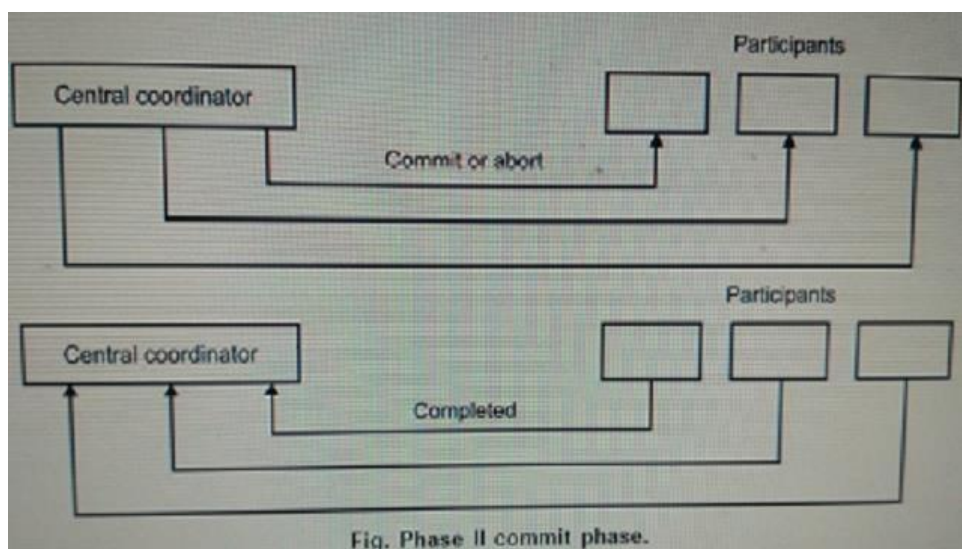 Participants
Central coordinator
Commit or abort
Participants
Central coordinator
Completed
Fig. Phase II commit phase.